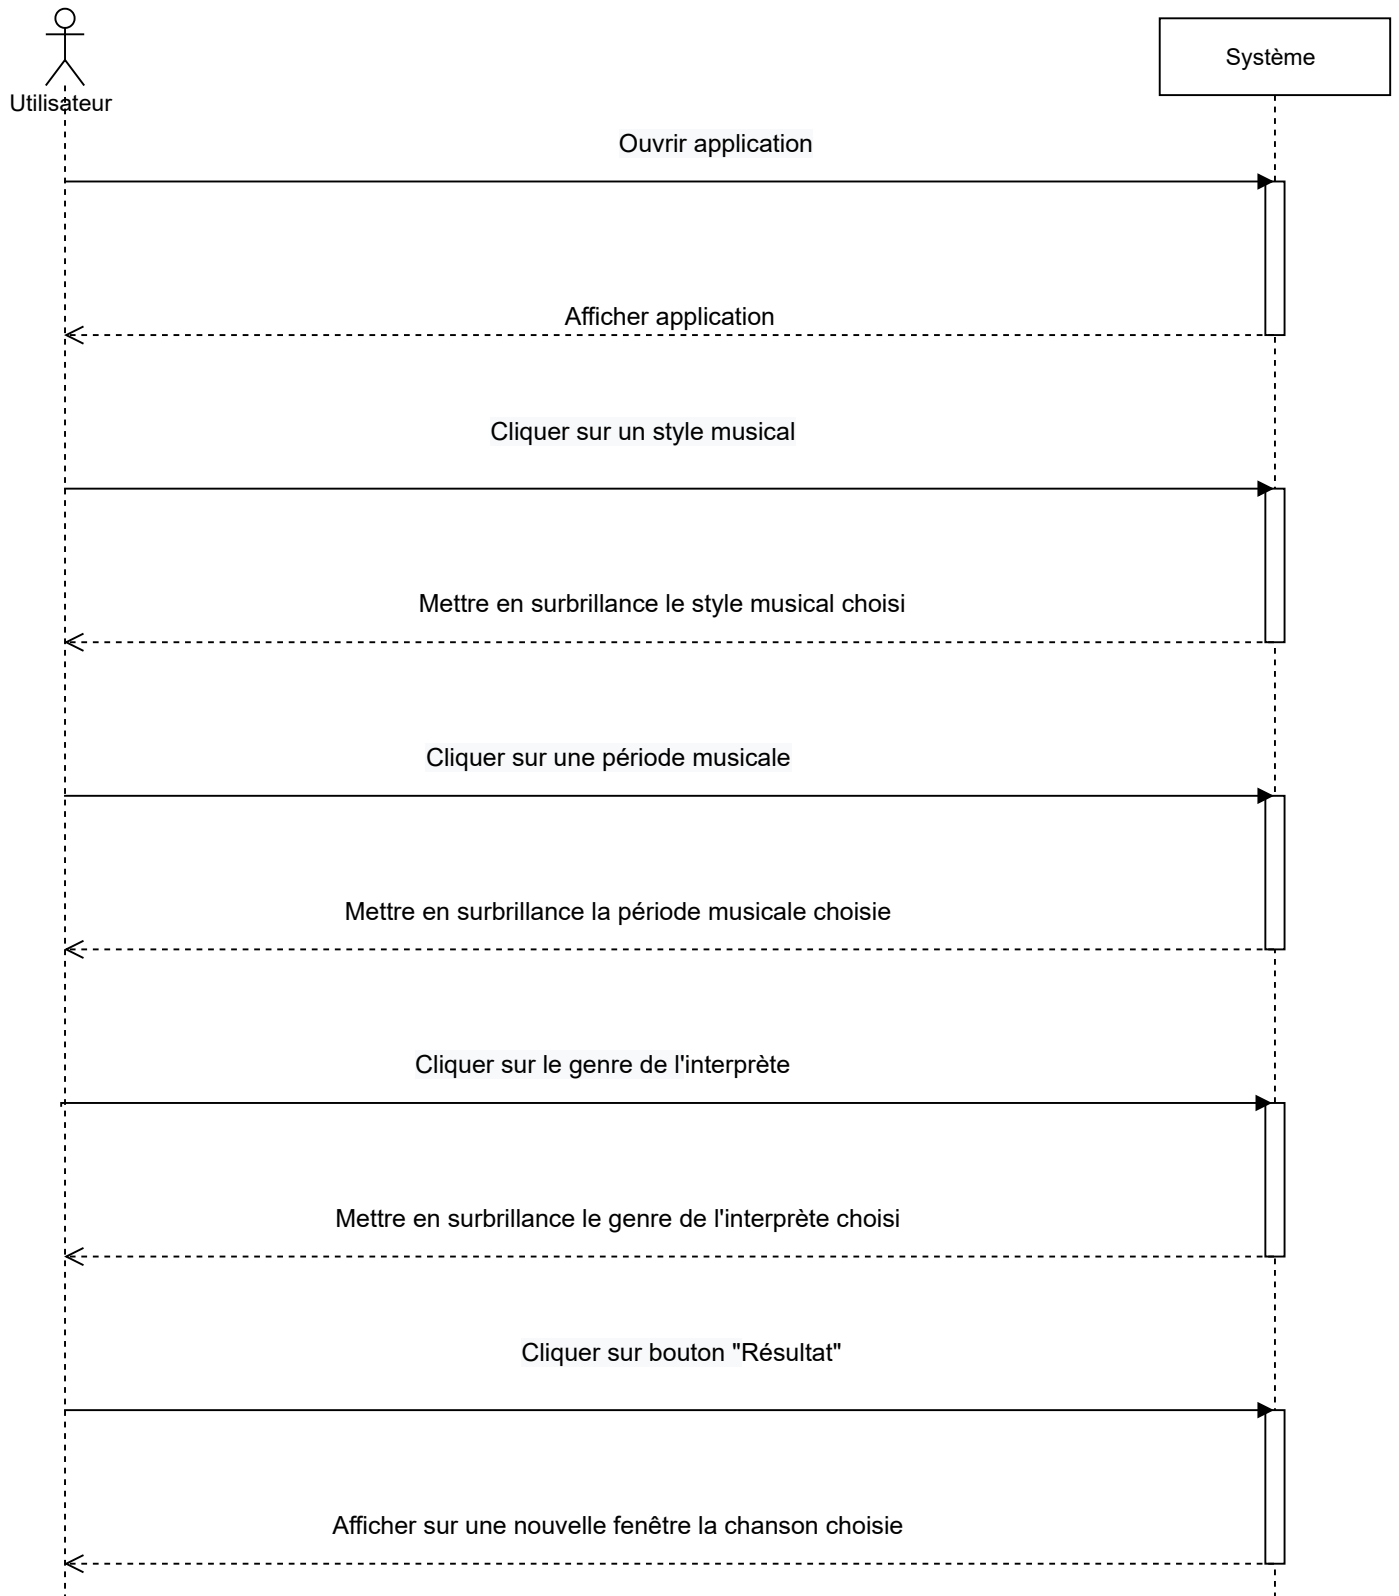 Utilisateur
Système
Ouvrir application
Afficher application
Cliquer sur un style musical
Mettre en surbrillance le style musical choisi
Cliquer sur une période musicale
Mettre en surbrillance la période musicale choisie
Cliquer sur le genre de l'interprète
Mettre en surbrillance le genre de l'interprète choisi
Cliquer sur bouton "Résultat"
Afficher sur une nouvelle fenêtre la chanson choisie